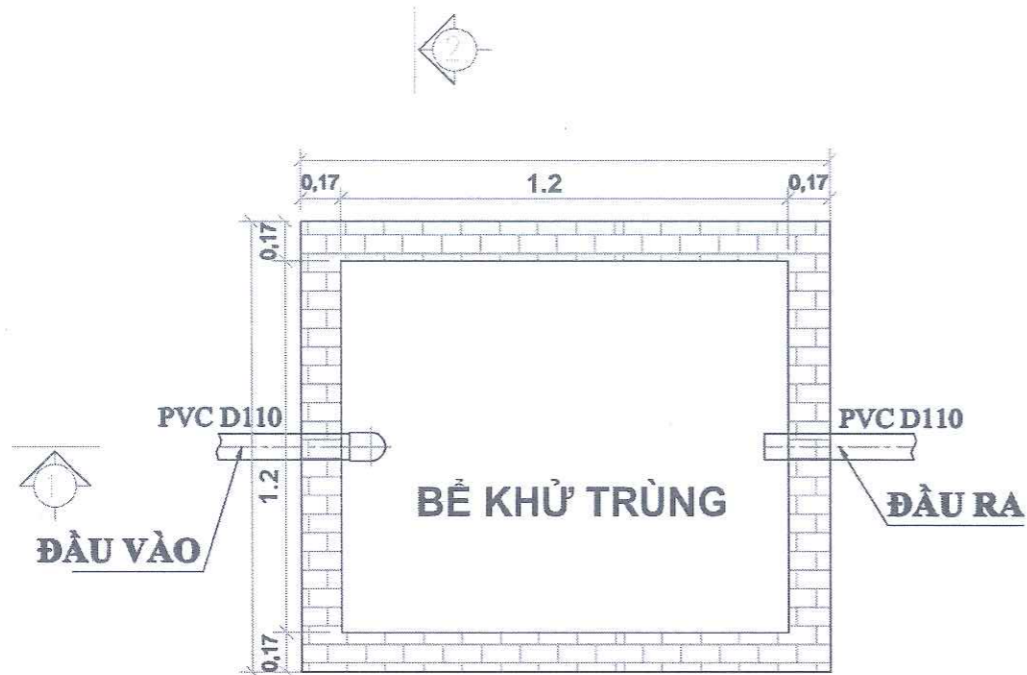 2
0,17
1.2
0,17
0,17
PVC D110
PVC D110
1
1.2
BỂ KHỬ TRÙNG
ĐẦU RA
ĐẦU VÀO
0,17